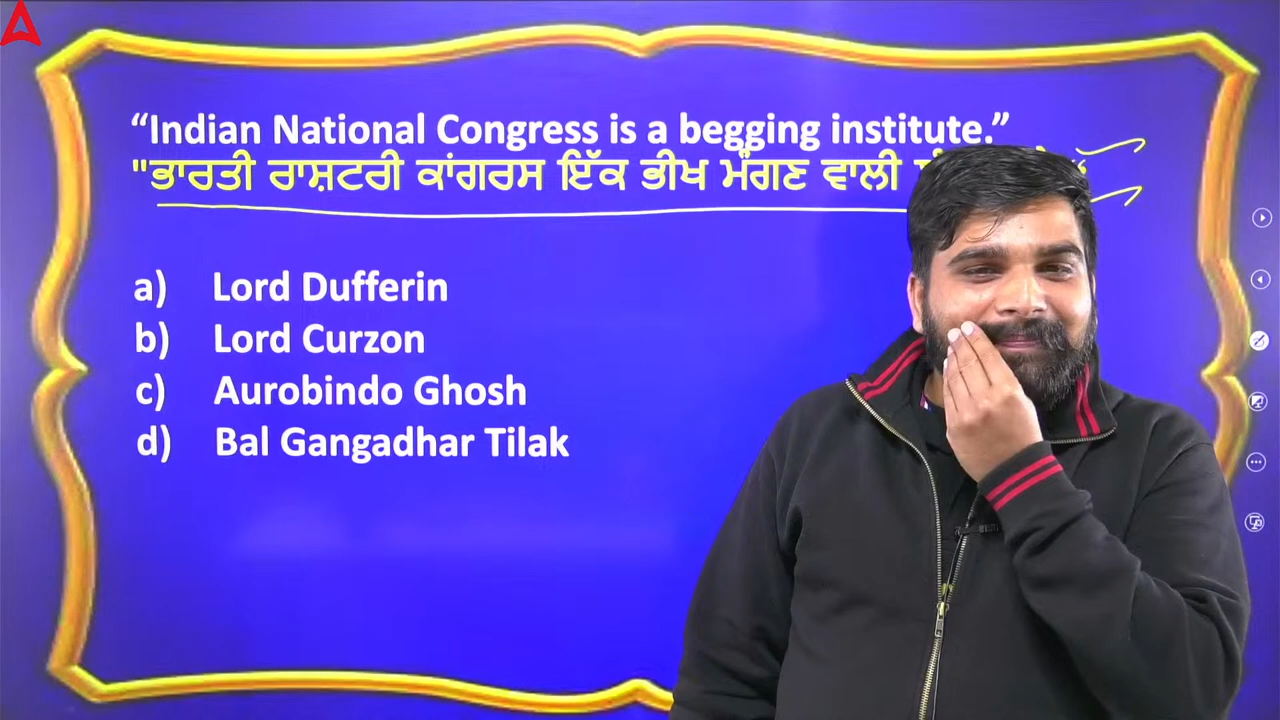 “Indian National Congress is a begging institute.”
"ਭਾਰਤੀ ਰਾਸ਼ਟਰੀ ਕਾਂਗਰਸ ਇੱਕ ਭੀਖ ਮੰਗਣ ਵਾਲੀ
a) Lord Dufferin
b) Lord Curzon
c) Aurobindo Ghosh
d) Bal Gangadhar Tilak